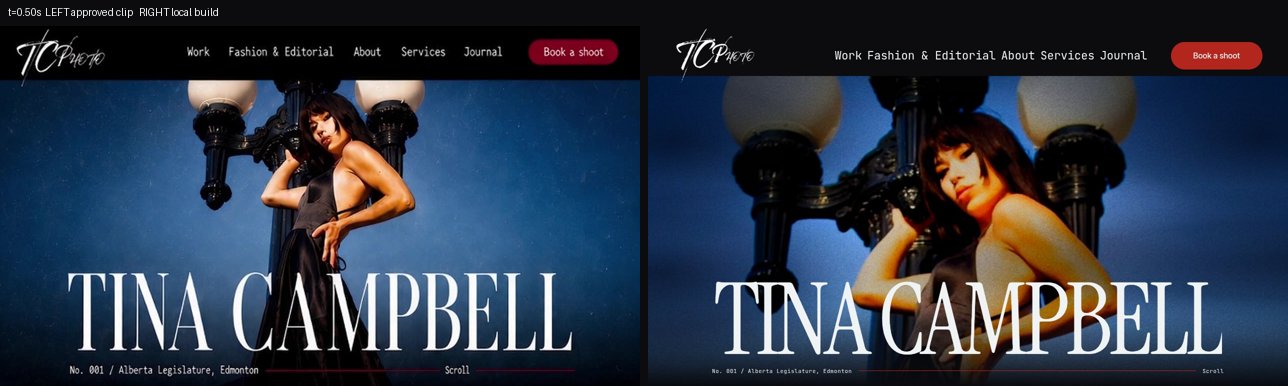 t=0.50s LEFT approved clip RIGHT local build
TCPHOTO Work Fashion & Editorial About Services Journal Book a shoot
TINA CAMPBELL
No. 001 / Alberta Legislature, Edmonton Scroll
TCPHOTO Work Fashion & Editorial About Services Journal Book a shoot
TINA CAMPBELL
No. 001 / Alberta Legislature, Edmonton Scroll